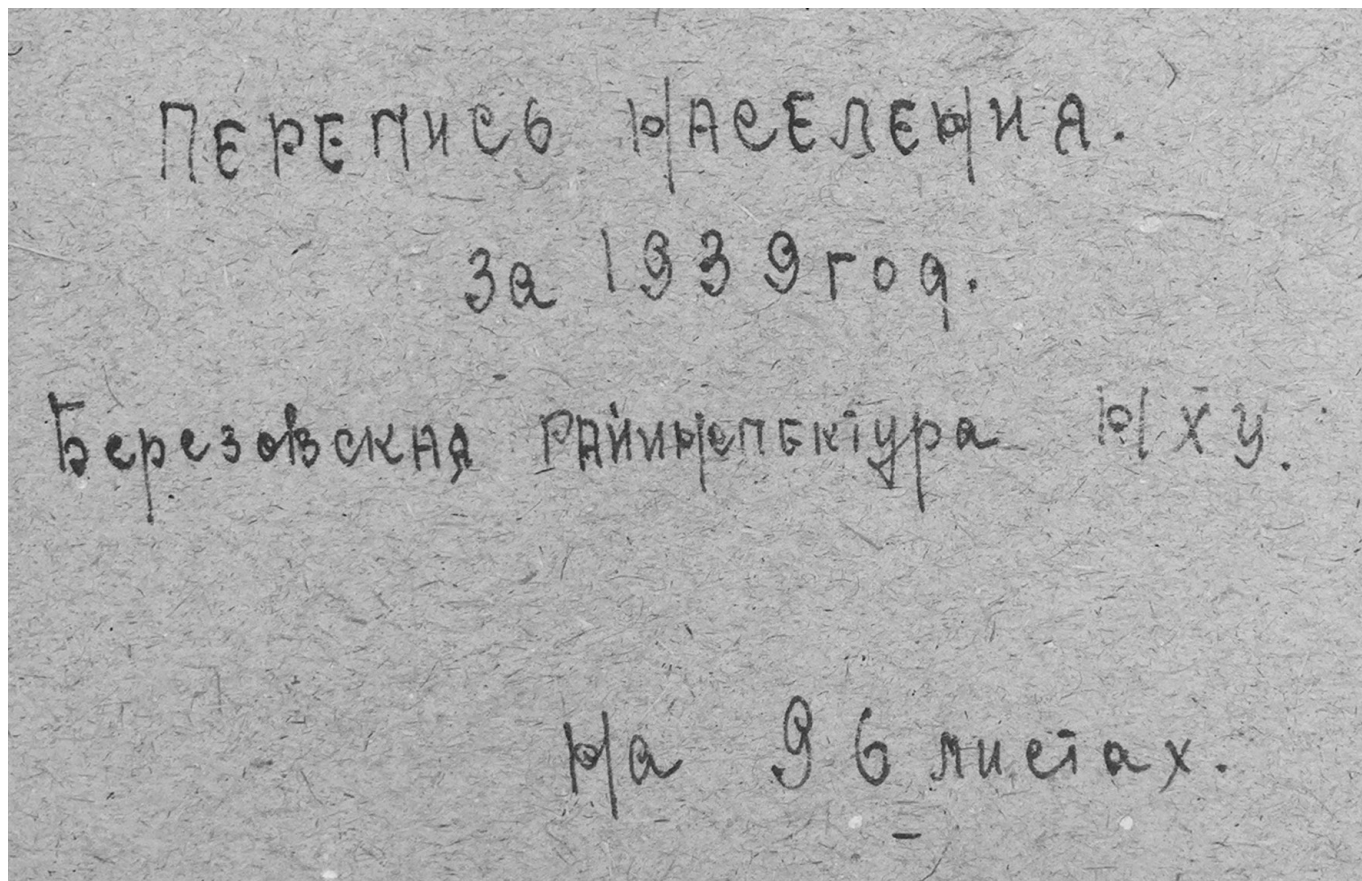 ПЕРЕПИСЬ НАСЕЛЕНИЯ.
За 1939 год.
Березовская РАЙинспектура НХУ.
На 96 листах.